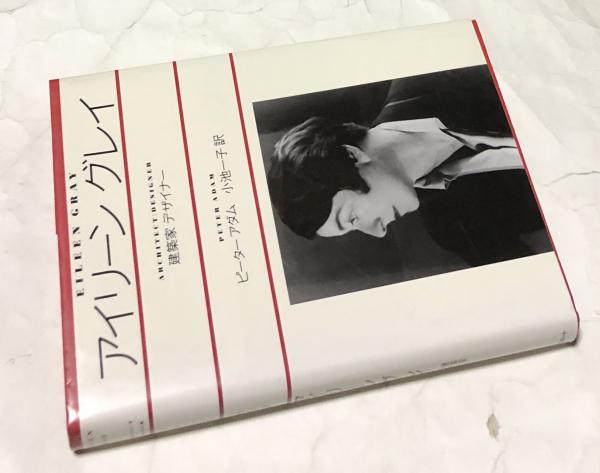 EILEEN GRAY
アイリーン グレイ
ARCHITECT/DESIGNER
建築家 デザイナー
PETER ADAM
ピーター アダム 小池一子 訳